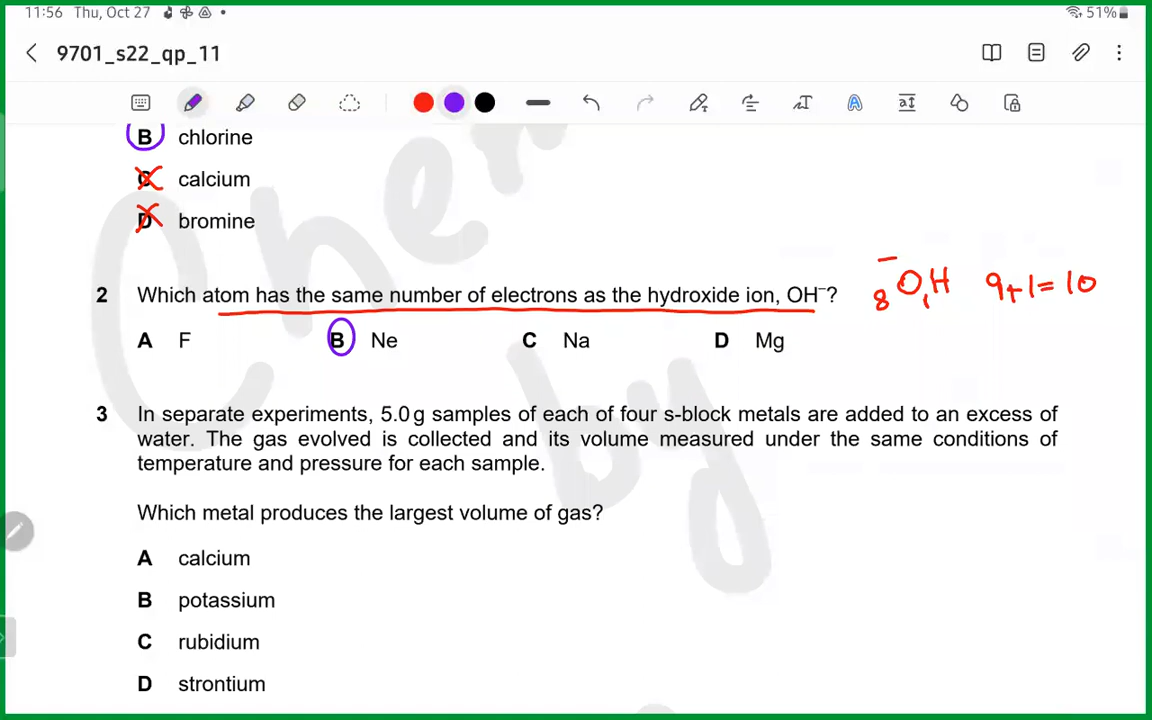 11:56 Thu, Oct 27
51%
9701_s22_qp_11
B chlorine
C calcium
D bromine
2 Which atom has the same number of electrons as the hydroxide ion, OH⁻?
₈O₁H⁻ 9+1=10
A F B Ne C Na D Mg
3 In separate experiments, 5.0 g samples of each of four s-block metals are added to an excess of
water. The gas evolved is collected and its volume measured under the same conditions of
temperature and pressure for each sample.
Which metal produces the largest volume of gas?
A calcium
B potassium
C rubidium
D strontium
Chem
by